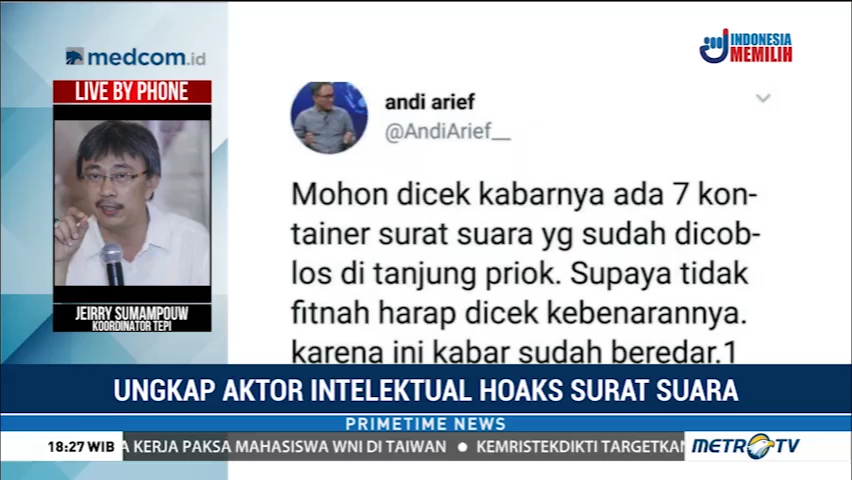 medcom.id
INDONESIA
MEMILIH
LIVE BY PHONE
JEIRRY SUMAMPOUW
KOORDINATOR TEPI
andi arief
@AndiArief__
Mohon dicek kabarnya ada 7 kon-
tainer surat suara yg sudah dicob-
los di tanjung priok. Supaya tidak
fitnah harap dicek kebenarannya.
karena ini kabar sudah beredar.1
UNGKAP AKTOR INTELEKTUAL HOAKS SURAT SUARA
PRIMETIME NEWS
18:27 WIB A KERJA PAKSA MAHASISWA WNI DI TAIWAN ● KEMRISTEKDIKTI TARGETKAN METRO TV